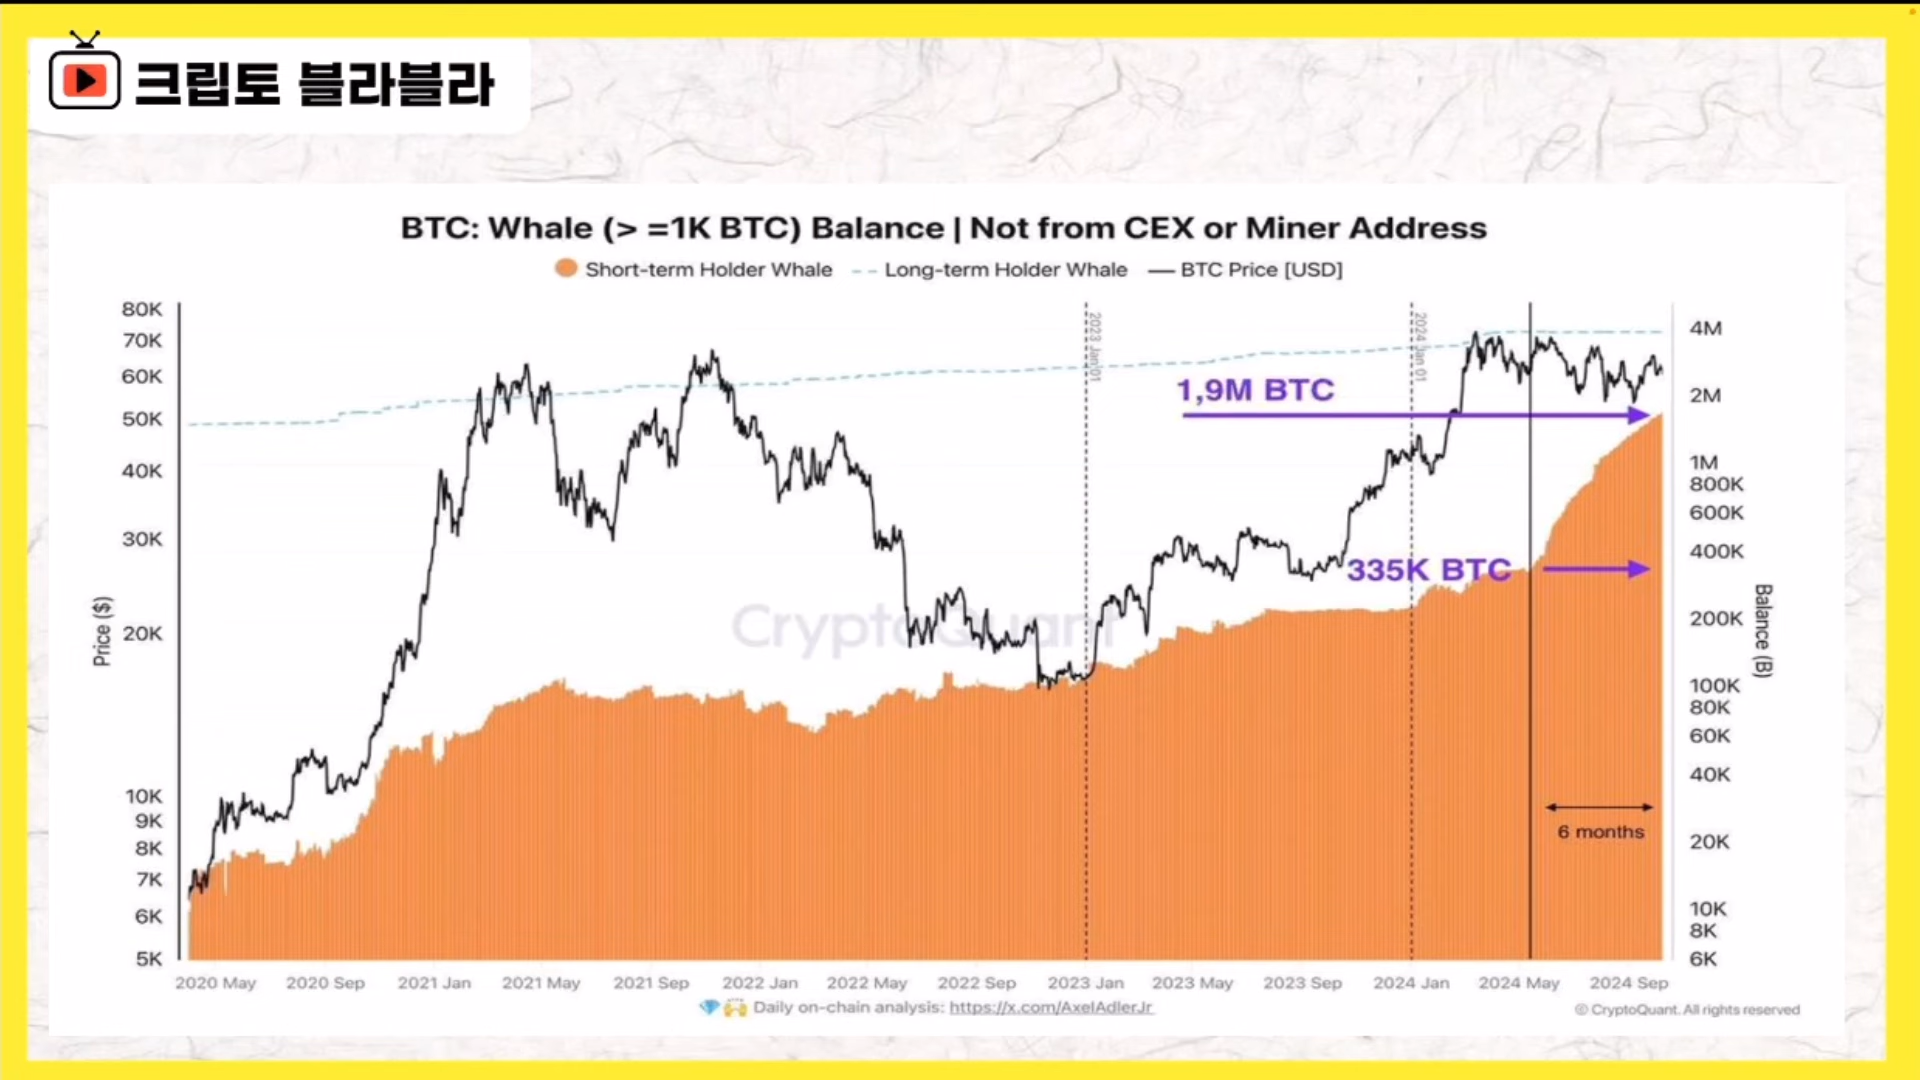 크립토 블라블라
BTC: Whale (> =1K BTC) Balance | Not from CEX or Miner Address
Short-term Holder Whale
Long-term Holder Whale
BTC Price [USD]
80K
70K
60K
50K
40K
30K
20K
10K
9K
8K
7K
6K
5K
Price ($)
2023 Jan 01
2024 Jan 01
1,9M BTC
335K BTC
CryptoQuant
6 months
4M
2M
1M
800K
600K
400K
200K
100K
80K
60K
40K
20K
10K
8K
6K
Balance (B)
2020 May
2020 Sep
2021 Jan
2021 May
2021 Sep
2022 Jan
2022 May
2022 Sep
2023 Jan
2023 May
2023 Sep
2024 Jan
2024 May
2024 Sep
💎🙌 Daily on-chain analysis: https://x.com/AxelAdlerJr
© CryptoQuant. All rights reserved